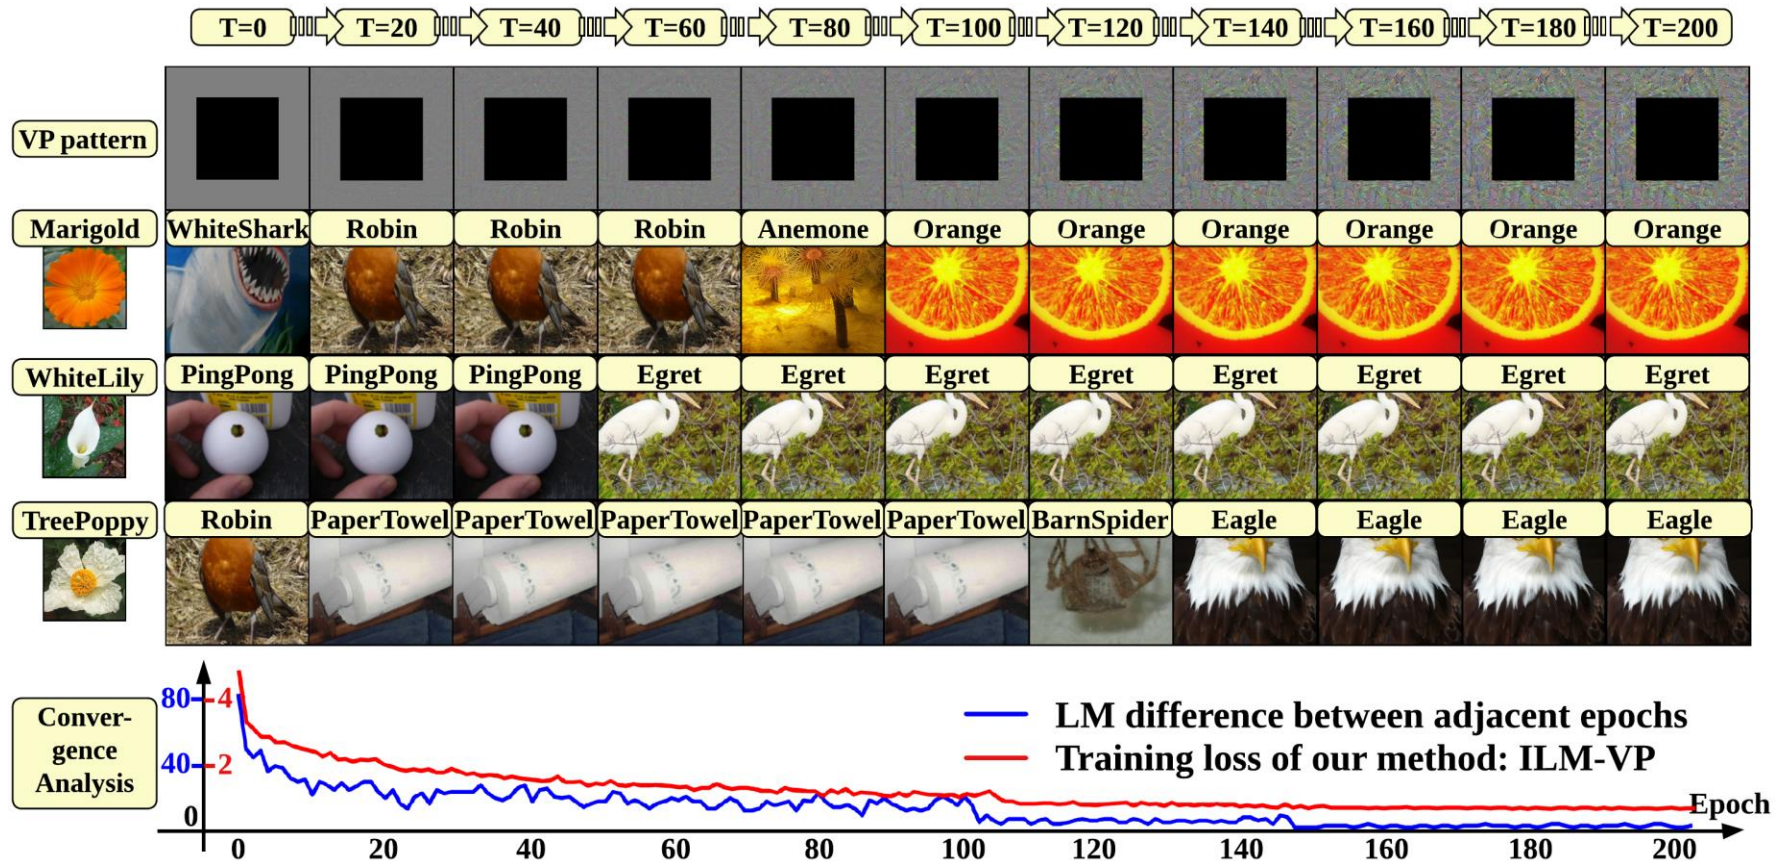 T=0 T=20 T=40 T=60 T=80 T=100 T=120 T=140 T=160 T=180 T=200
VP pattern
Marigold WhiteShark Robin Robin Robin Anemone Orange Orange Orange Orange Orange Orange
WhiteLily PingPong PingPong PingPong Egret Egret Egret Egret Egret Egret Egret Egret
TreePoppy Robin PaperTowel PaperTowel PaperTowel PaperTowel PaperTowel BarnSpider Eagle Eagle Eagle Eagle
Conver-
gence
Analysis
80 4
40 2
0
LM difference between adjacent epochs
Training loss of our method: ILM-VP
Epoch
0 20 40 60 80 100 120 140 160 180 200